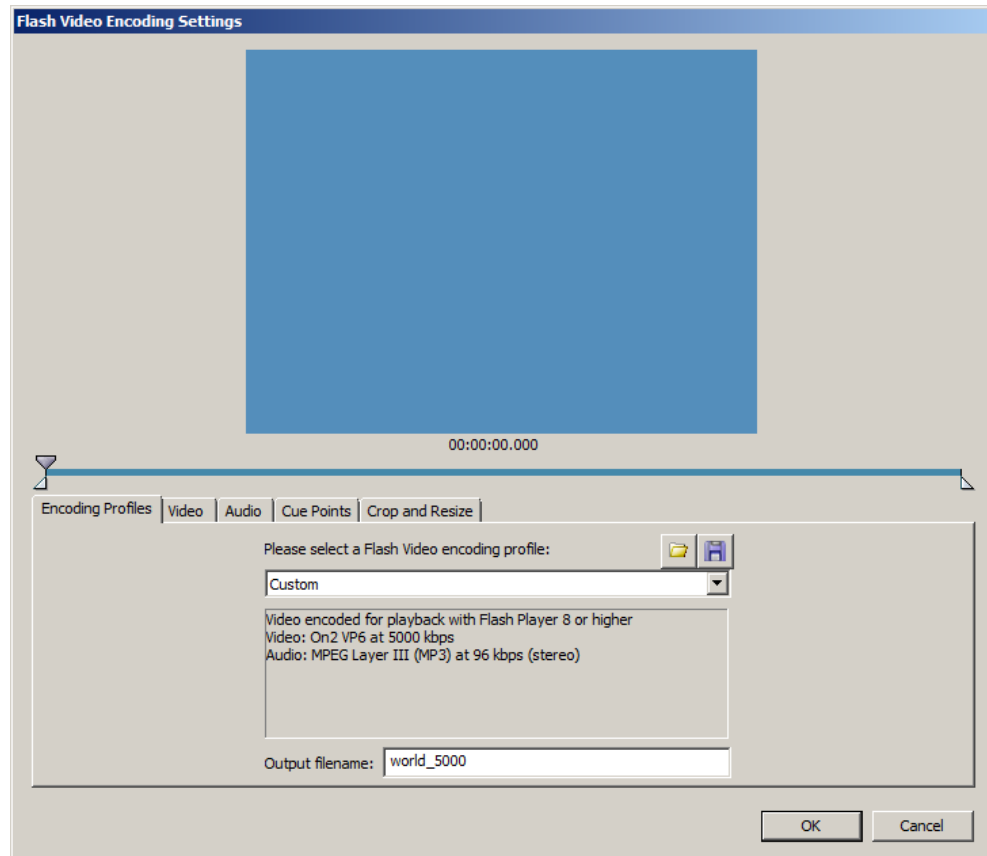 Flash Video Encoding Settings
00:00:00.000
Encoding Profiles Video Audio Cue Points Crop and Resize
Please select a Flash Video encoding profile:
Custom
Video encoded for playback with Flash Player 8 or higher
Video: On2 VP6 at 5000 kbps
Audio: MPEG Layer III (MP3) at 96 kbps (stereo)
Output filename: world_5000
OK Cancel